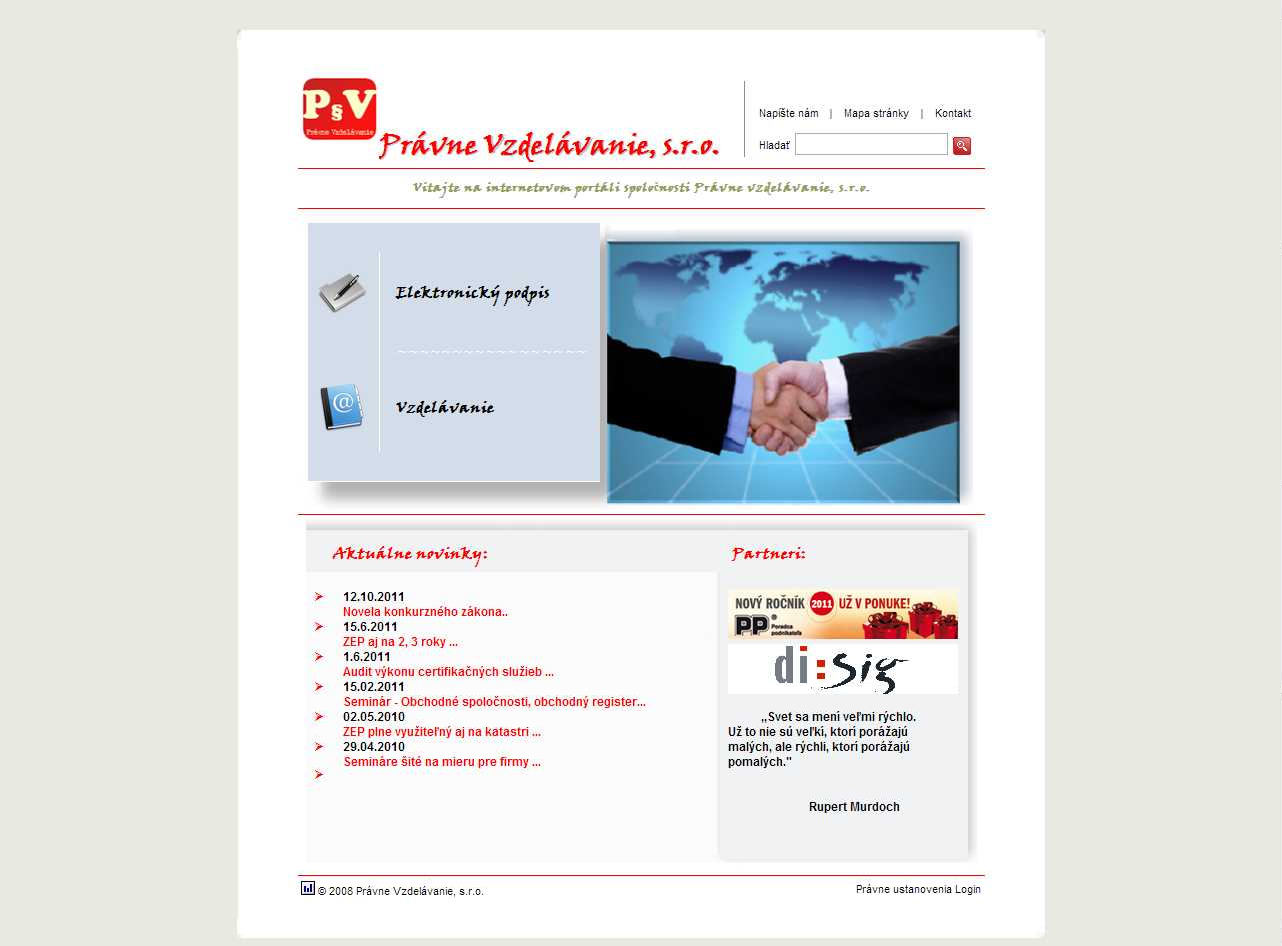 P§V
Právne Vzdelávanie
Právne Vzdelávanie, s.r.o.
Napíšte nám | Mapa stránky | Kontakt
Hladať
Vitajte na internetovom portáli spoločnosti Právne vzdelávanie, s.r.o.
Elektronický podpis
~~~~~~~~~~~~~~~~~
Vzdelávanie
Aktuálne novinky:
12.10.2011
Novela konkurzného zákona..
15.6.2011
ZEP aj na 2, 3 roky ...
1.6.2011
Audit výkonu certifikačných služieb ...
15.02.2011
Seminár - Obchodné spoločnosti, obchodný register...
02.05.2010
ZEP plne využiteľný aj na katastri ...
29.04.2010
Semináre šité na mieru pre firmy ...
Partneri:
NOVÝ ROČNÍK 2011 UŽ V PONUKE!
PP® Poradca podnikateľa
di:sig
„Svet sa mení veľmi rýchlo.
Už to nie sú veľkí, ktorí porážajú
malých, ale rýchli, ktorí porážajú
pomalých."
Rupert Murdoch
© 2008 Právne Vzdelávanie, s.r.o.
Právne ustanovenia Login